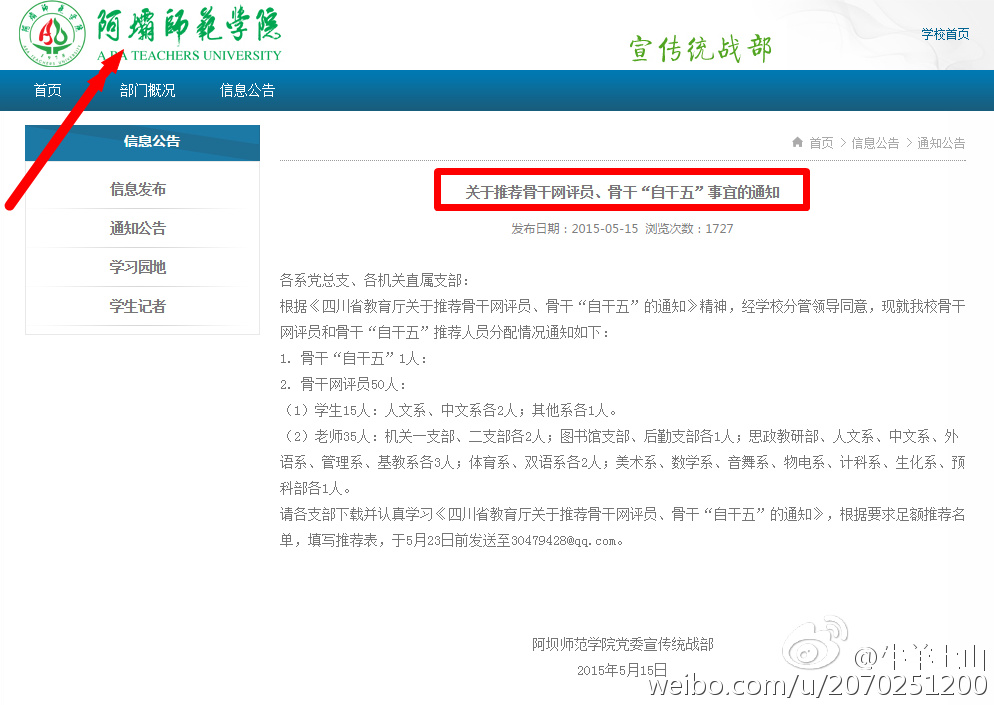 阿壩師範学院
ABA TEACHERS UNIVERSITY
宣传统战部
学校首页
首页 部门概况 信息公告
信息公告
信息发布
通知公告
学习园地
学生记者
首页 > 信息公告 > 通知公告
关于推荐骨干网评员、骨干“自干五”事宜的通知
发布日期：2015-05-15 浏览次数：1727
各系党总支、各机关直属支部：
根据《四川省教育厅关于推荐骨干网评员、骨干“自干五”的通知》精神，经学校分管领导同意，现就我校骨干
网评员和骨干“自干五”推荐人员分配情况通知如下：
1. 骨干“自干五”1人：
2. 骨干网评员50人：
（1）学生15人：人文系、中文系各2人；其他系各1人。
（2）老师35人：机关一支部、二支部各2人；图书馆支部、后勤支部各1人；思政教研部、人文系、中文系、外
语系、管理系、基教系各3人；体育系、双语系各2人；美术系、数学系、音舞系、物电系、计科系、生化系、预
科部各1人。
请各支部下载并认真学习《四川省教育厅关于推荐骨干网评员、骨干“自干五”的通知》，根据要求足额推荐名
单，填写推荐表，于5月23日前发送至30479428@qq.com。
阿坝师范学院党委宣传统战部
2015年5月15日
@牛羊土山
weibo.com/u/2070251200